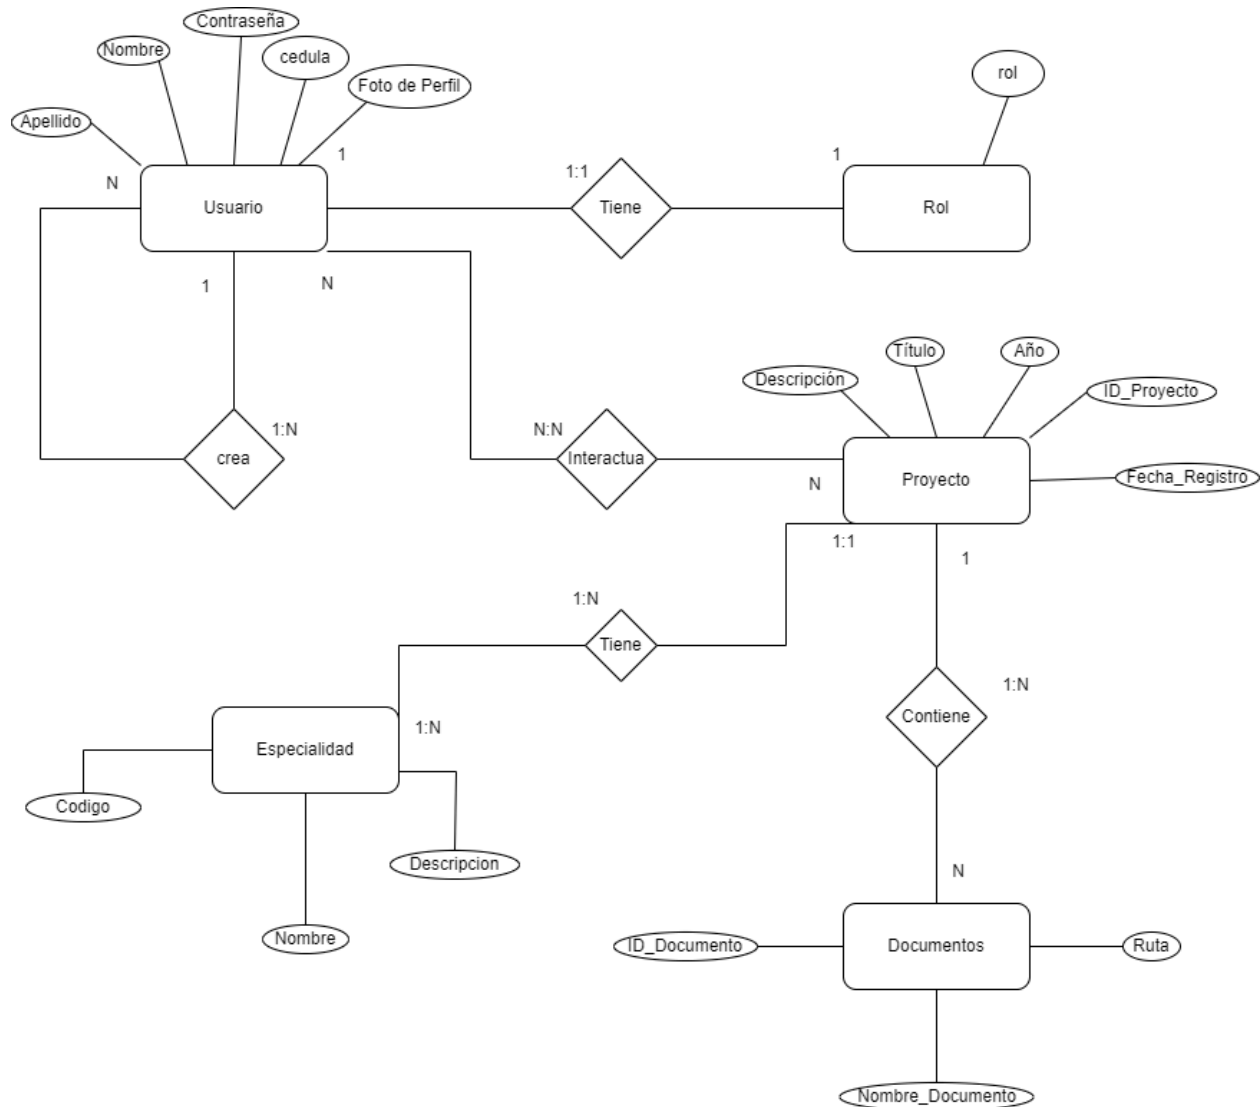 Contraseña
Nombre
cedula
Foto de Perfil
rol
Apellido
1
1:1
1
N
Usuario
Tiene
Rol
1
N
Título
Año
Descripción
ID_Proyecto
1:N
N:N
crea
Interactua
Proyecto
Fecha_Registro
N
1:1
1
1:N
Tiene
1:N
Contiene
1:N
Especialidad
Codigo
Descripcion
N
Nombre
ID_Documento
Documentos
Ruta
Nombre_Documento